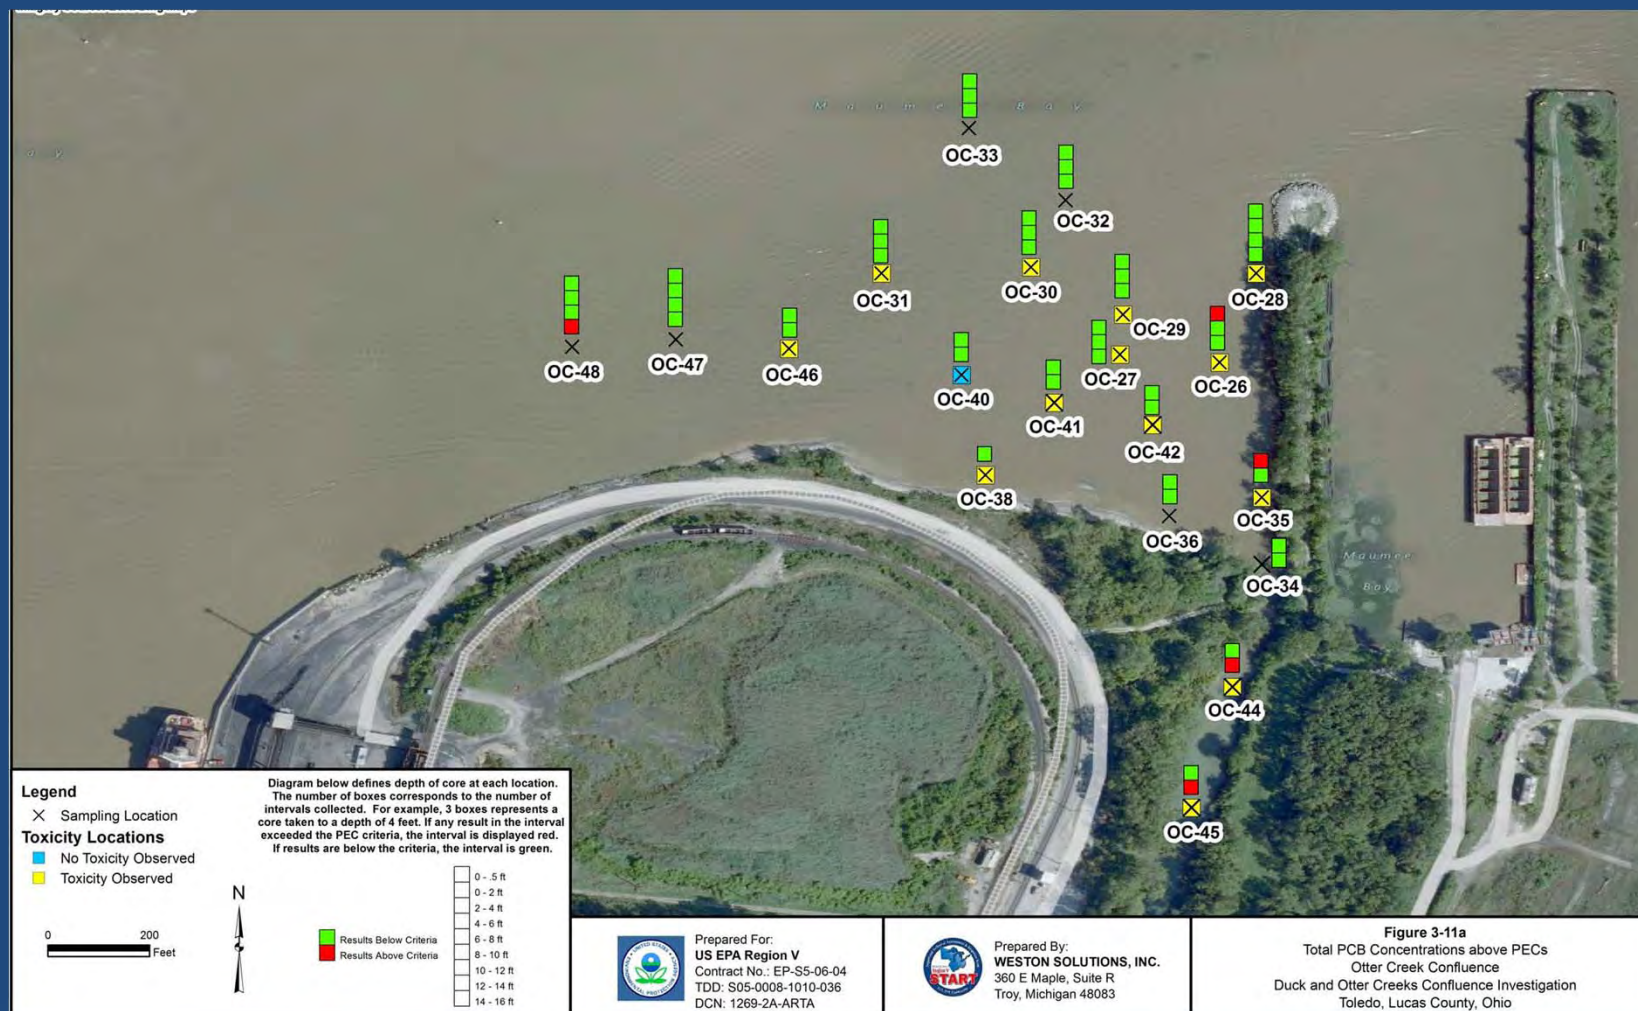 M a u m e e   B a y
a y
OC-33
OC-32
OC-31
OC-30
OC-28
OC-29
OC-48
OC-47
OC-46
OC-40
OC-27
OC-26
OC-41
OC-42
OC-38
OC-35
OC-36
OC-34
Maumee
Bay
OC-44
OC-45
Legend
Sampling Location
Toxicity Locations
No Toxicity Observed
Toxicity Observed
N
0 200
Feet
Diagram below defines depth of core at each location.
The number of boxes corresponds to the number of
intervals collected. For example, 3 boxes represents a
core taken to a depth of 4 feet. If any result in the interval
exceeded the PEC criteria, the interval is displayed red.
If results are below the criteria, the interval is green.
0 - .5 ft
0 - 2 ft
2 - 4 ft
4 - 6 ft
6 - 8 ft
8 - 10 ft
10 - 12 ft
12 - 14 ft
14 - 16 ft
Results Below Criteria
Results Above Criteria
Prepared For:
US EPA Region V
Contract No.: EP-S5-06-04
TDD: S05-0008-1010-036
DCN: 1269-2A-ARTA
START
Prepared By:
WESTON SOLUTIONS, INC.
360 E Maple, Suite R
Troy, Michigan 48083
Figure 3-11a
Total PCB Concentrations above PECs
Otter Creek Confluence
Duck and Otter Creeks Confluence Investigation
Toledo, Lucas County, Ohio